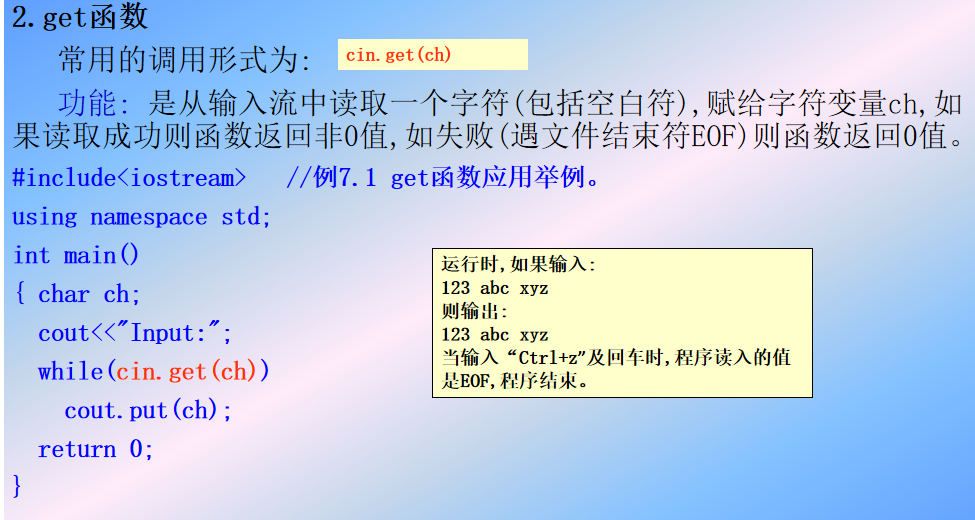 2.get函数
常用的调用形式为: cin.get(ch)
功能: 是从输入流中读取一个字符(包括空白符),赋给字符变量ch,如
果读取成功则函数返回非0值,如失败(遇文件结束符EOF)则函数返回0值。
#include<iostream>   //例7.1 get函数应用举例。
using namespace std;
int main()
{ char ch;
  cout<<"Input:";
  while(cin.get(ch))
    cout.put(ch);
  return 0;
}
运行时,如果输入:
123 abc xyz
则输出:
123 abc xyz
当输入“Ctrl+z"及回车时,程序读入的值
是EOF,程序结束。